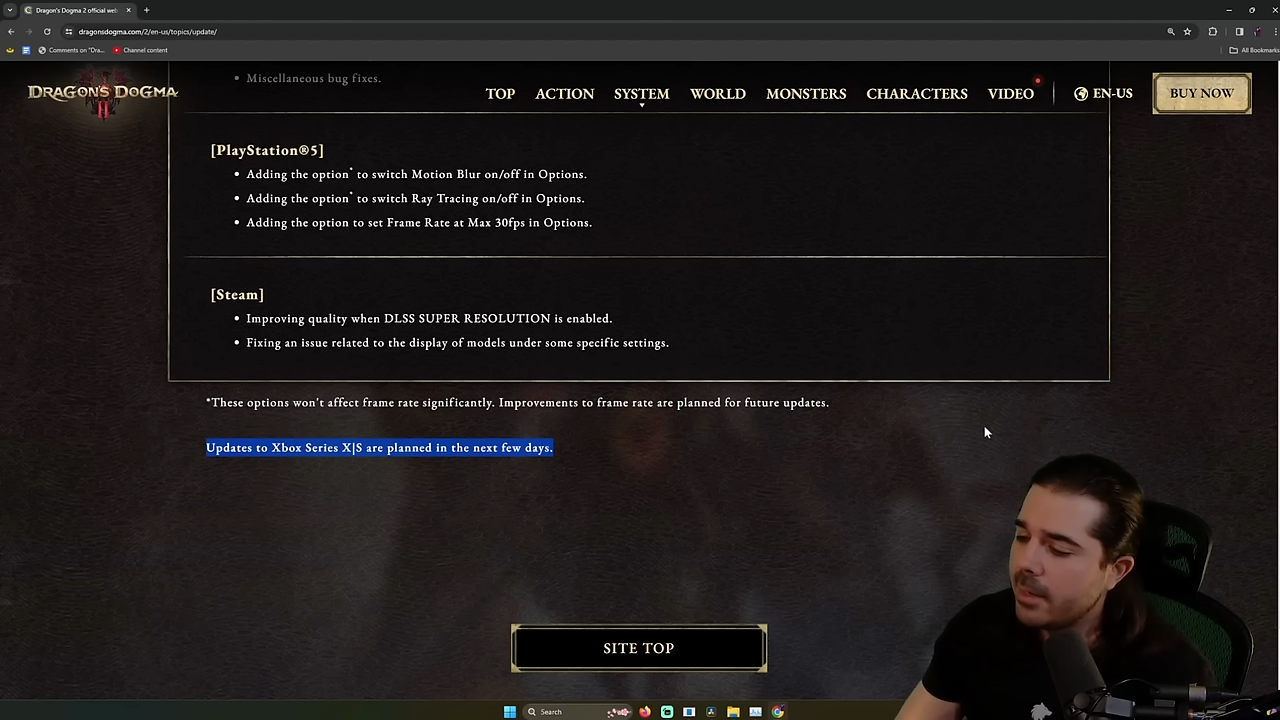 Dragon's Dogma 2 official web
dragonsdogma.com/2/en-us/topics/update/
Comments on "Dra...
Channel content
All Bookmarks
DRAGON'S DOGMA II
TOP
ACTION
SYSTEM
WORLD
MONSTERS
CHARACTERS
VIDEO
EN-US
BUY NOW
• Miscellaneous bug fixes.
[PlayStation®5]
• Adding the option* to switch Motion Blur on/off in Options.
• Adding the option* to switch Ray Tracing on/off in Options.
• Adding the option to set Frame Rate at Max 30fps in Options.
[Steam]
• Improving quality when DLSS SUPER RESOLUTION is enabled.
• Fixing an issue related to the display of models under some specific settings.
*These options won't affect frame rate significantly. Improvements to frame rate are planned for future updates.
Updates to Xbox Series X|S are planned in the next few days.
SITE TOP
Search